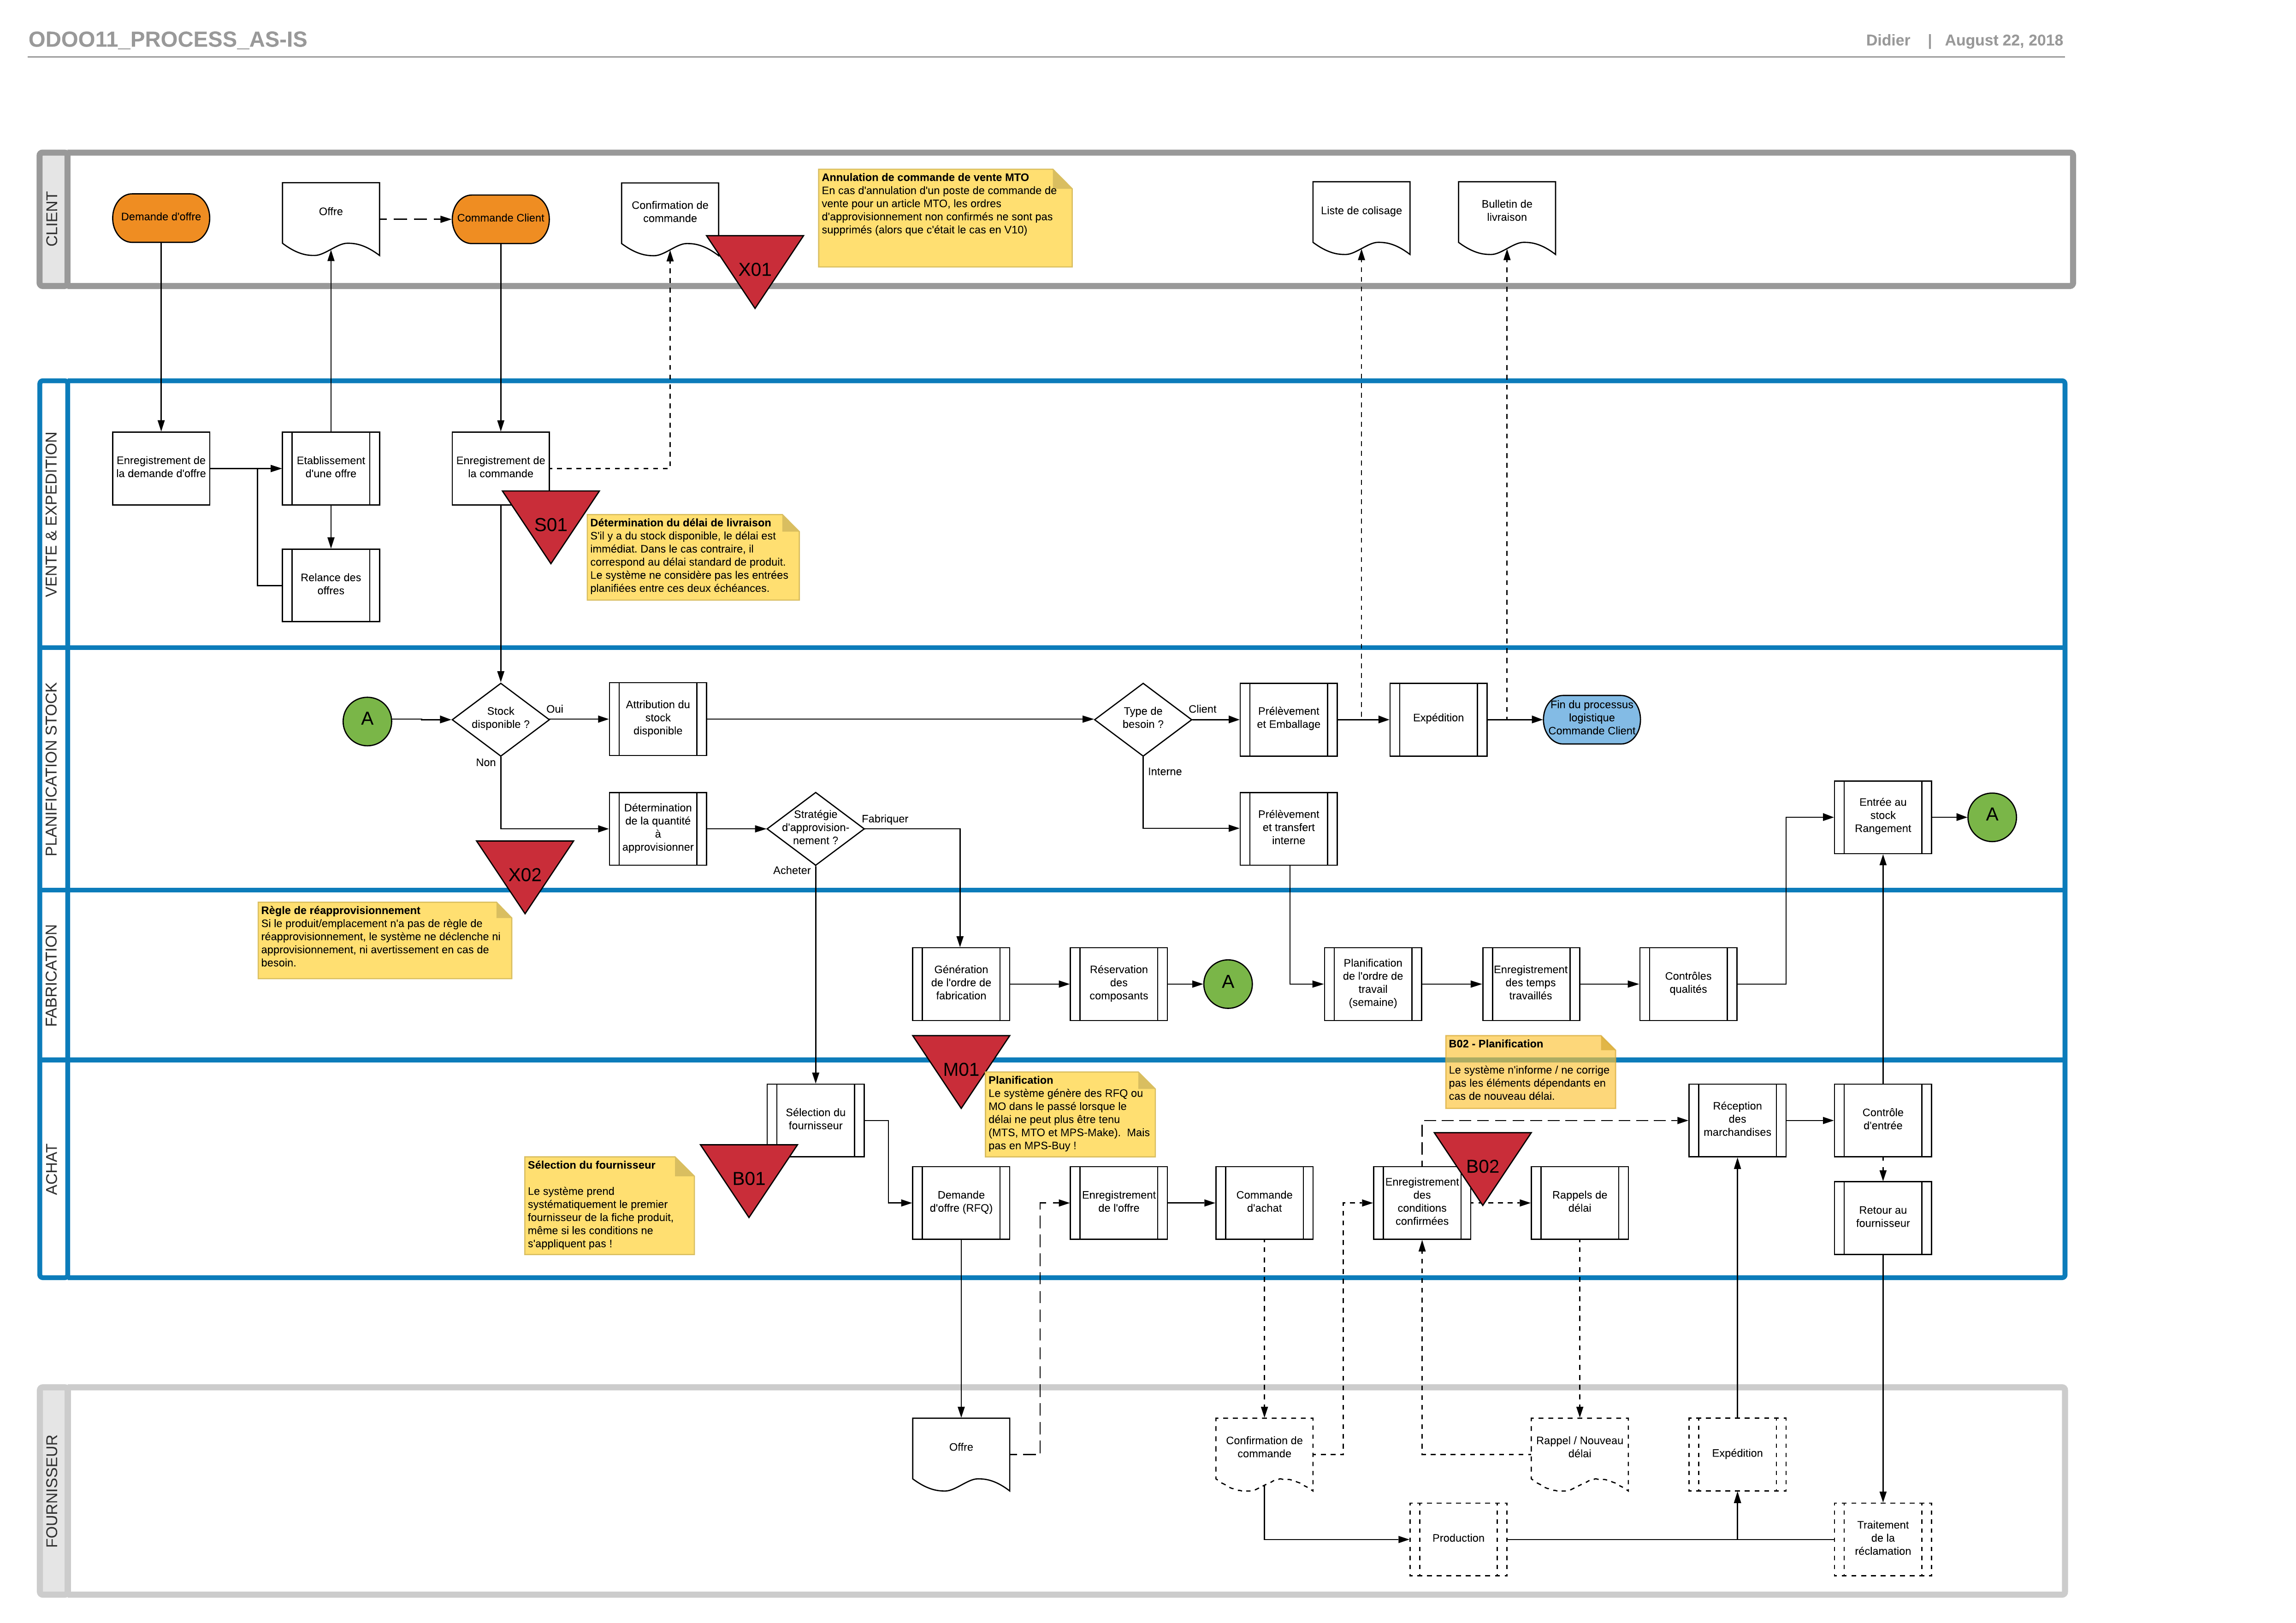 ODOO11_PROCESS_AS-IS
Didier | August 22, 2018
CLIENT
Demande d'offre
Offre
Commande Client
Confirmation de
commande
X01
Annulation de commande de vente MTO
En cas d'annulation d'un poste de commande de
vente pour un article MTO, les ordres
d'approvisionnement non confirmés ne sont pas
supprimés (alors que c'était le cas en V10)
Liste de colisage
Bulletin de
livraison
VENTE & EXPEDITION
Enregistrement de
la demande d'offre
Etablissement
d'une offre
Relance des
offres
Enregistrement de
la commande
S01
Détermination du délai de livraison
S'il y a du stock disponible, le délai est
immédiat. Dans le cas contraire, il
correspond au délai standard de produit.
Le système ne considère pas les entrées
planifiées entre ces deux échéances.
PLANIFICATION STOCK
A
Stock
disponible ?
Oui
Non
Attribution du
stock
disponible
Type de
besoin ?
Client
Interne
Prélèvement
et Emballage
Expédition
Fin du processus
logistique
Commande Client
Détermination
de la quantité
à
approvisionner
Stratégie
d'approvision-
nement ?
Fabriquer
Acheter
Prélèvement
et transfert
interne
Entrée au
stock
Rangement
A
X02
FABRICATION
Règle de réapprovisionnement
Si le produit/emplacement n'a pas de règle de
réapprovisionnement, le système ne déclenche ni
approvisionnement, ni avertissement en cas de
besoin.
Génération
de l'ordre de
fabrication
Réservation
des
composants
A
Planification
de l'ordre de
travail
(semaine)
Enregistrement
des temps
travaillés
Contrôles
qualités
M01
ACHAT
Planification
Le système génère des RFQ ou
MO dans le passé lorsque le
délai ne peut plus être tenu
(MTS, MTO et MPS-Make).  Mais
pas en MPS-Buy !
B02 - Planification
Le système n'informe / ne corrige
pas les éléments dépendants en
cas de nouveau délai.
Sélection du
fournisseur
B01
Sélection du fournisseur
Le système prend
systématiquement le premier
fournisseur de la fiche produit,
même si les conditions ne
s'appliquent pas !
Demande
d'offre (RFQ)
Enregistrement
de l'offre
Commande
d'achat
Enregistrement
des
conditions
confirmées
B02
Rappels de
délai
Réception
des
marchandises
Contrôle
d'entrée
Retour au
fournisseur
FOURNISSEUR
Offre
Confirmation de
commande
Rappel / Nouveau
délai
Expédition
Production
Traitement
de la
réclamation